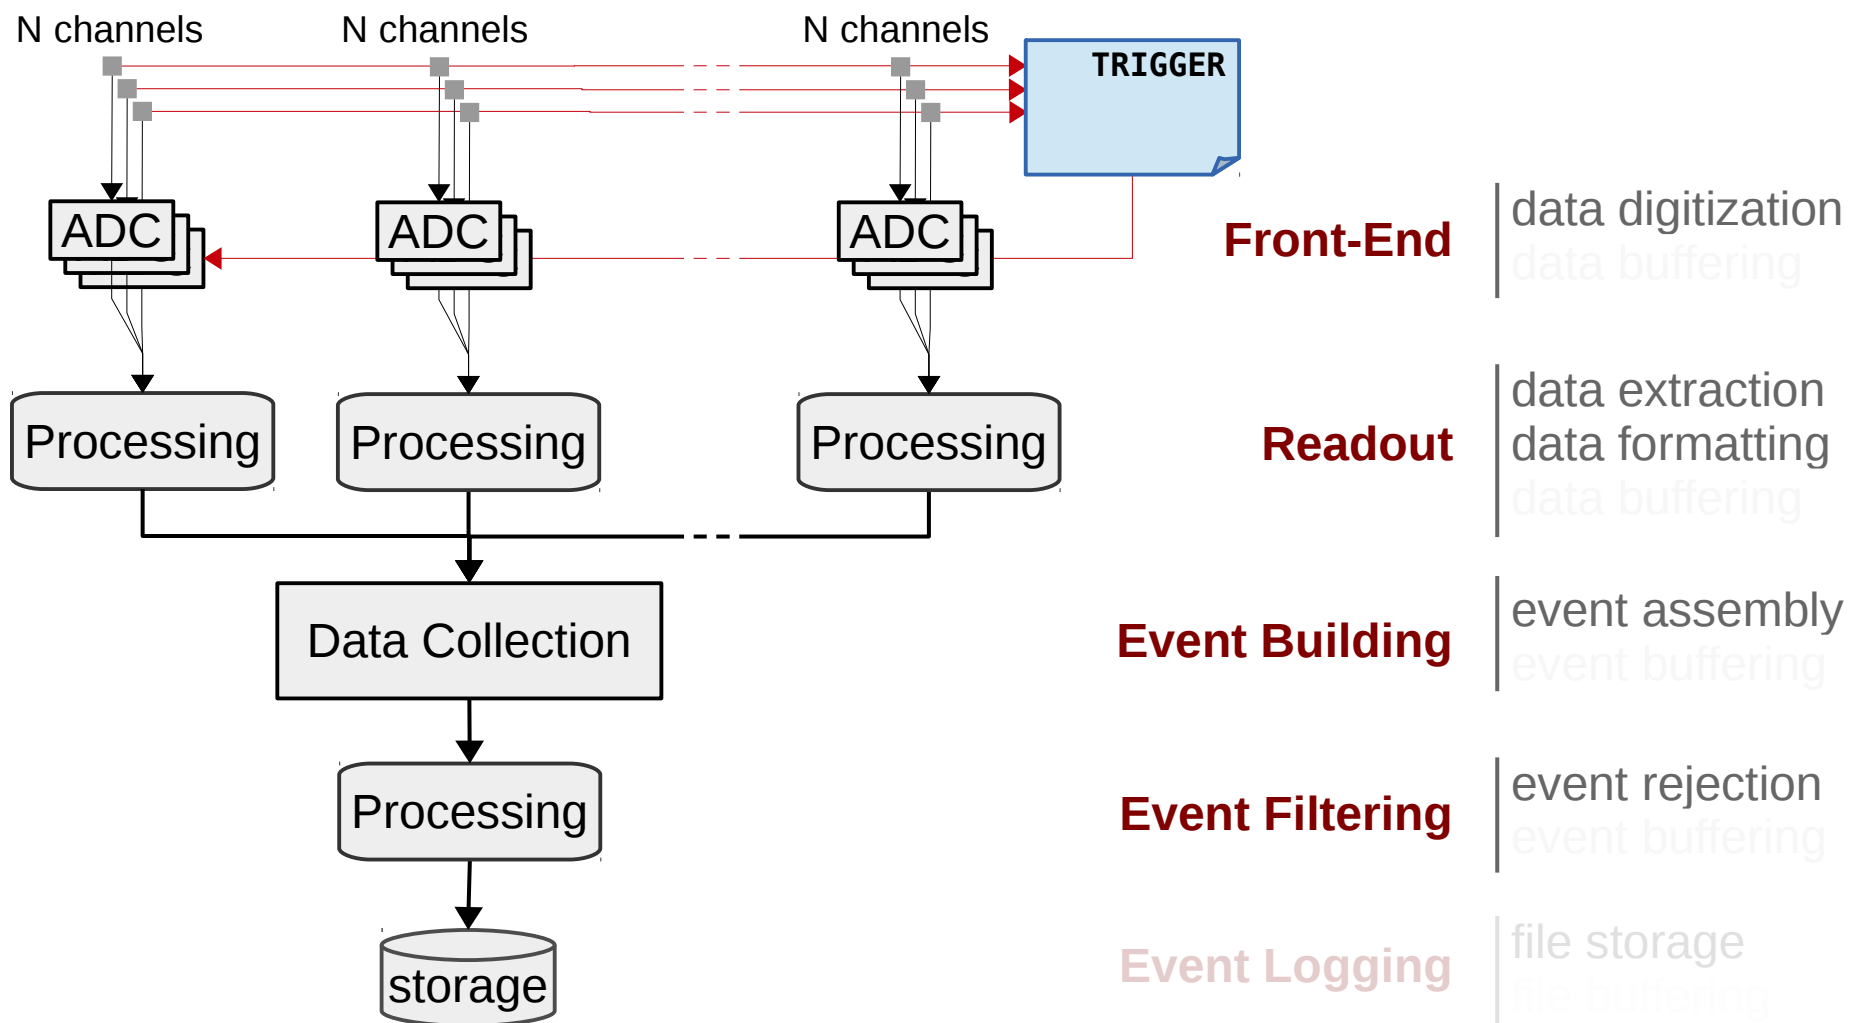 N channels
N channels
N channels
TRIGGER
ADC
ADC
ADC
Front-End
data digitization
data buffering
Processing
Processing
Processing
Readout
data extraction
data formatting
data buffering
Data Collection
Event Building
event assembly
event buffering
Processing
Event Filtering
event rejection
event buffering
storage
Event Logging
file storage
file buffering